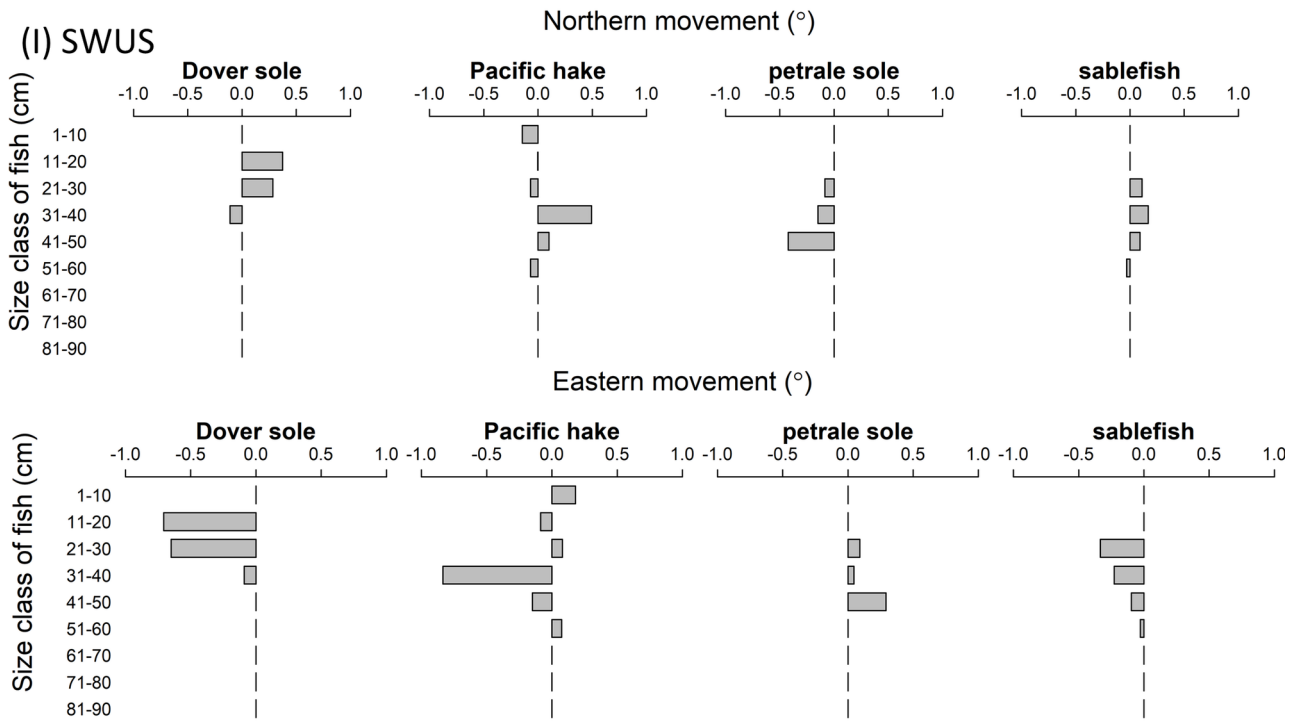 (I) SWUS
Northern movement (°)
Dover sole Pacific hake petrale sole sablefish
-1.0 -0.5 0.0 0.5 1.0 -1.0 -0.5 0.0 0.5 1.0 -1.0 -0.5 0.0 0.5 1.0 -1.0 -0.5 0.0 0.5 1.0
Size class of fish (cm)
1-10
11-20
21-30
31-40
41-50
51-60
61-70
71-80
81-90
Eastern movement (°)
Dover sole Pacific hake petrale sole sablefish
-1.0 -0.5 0.0 0.5 1.0 -1.0 -0.5 0.0 0.5 1.0 -1.0 -0.5 0.0 0.5 1.0 -1.0 -0.5 0.0 0.5 1.0
Size class of fish (cm)
1-10
11-20
21-30
31-40
41-50
51-60
61-70
71-80
81-90